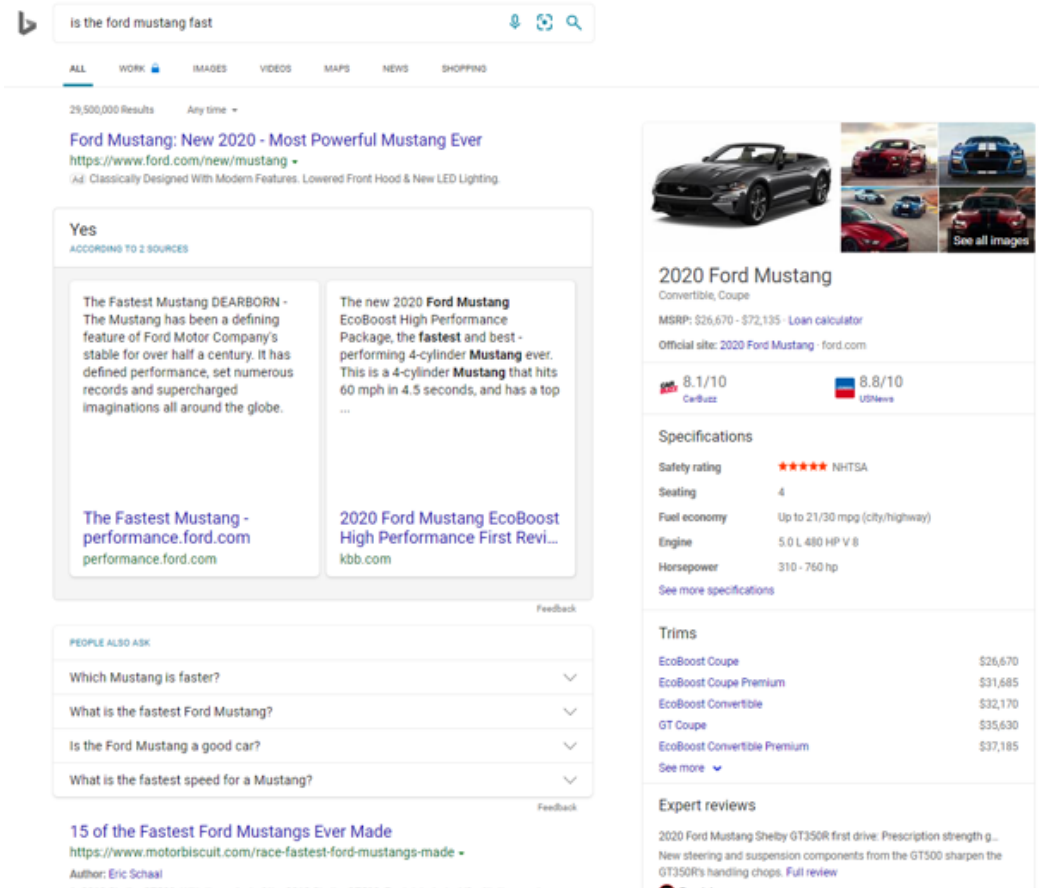 is the ford mustang fast
ALL WORK IMAGES VIDEOS MAPS NEWS SHOPPING
29,500,000 Results Any time
Ford Mustang: New 2020 - Most Powerful Mustang Ever
https://www.ford.com/new/mustang
Ad Classically Designed With Modern Features. Lowered Front Hood & New LED Lighting.
Yes
ACCORDING TO 2 SOURCES
The Fastest Mustang DEARBORN -
The Mustang has been a defining
feature of Ford Motor Company's
stable for over half a century. It has
defined performance, set numerous
records and supercharged
imaginations all around the globe.
The Fastest Mustang -
performance.ford.com
performance.ford.com
The new 2020 Ford Mustang
EcoBoost High Performance
Package, the fastest and best -
performing 4-cylinder Mustang ever.
This is a 4-cylinder Mustang that hits
60 mph in 4.5 seconds, and has a top
...
2020 Ford Mustang EcoBoost
High Performance First Revi...
kbb.com
Feedback
PEOPLE ALSO ASK
Which Mustang is faster?
What is the fastest Ford Mustang?
Is the Ford Mustang a good car?
What is the fastest speed for a Mustang?
Feedback
15 of the Fastest Ford Mustangs Ever Made
https://www.motorbiscuit.com/race-fastest-ford-mustangs-made
Author: Eric Schaal
See all images
2020 Ford Mustang
Convertible, Coupe
MSRP: $26,670 - $72,135 · Loan calculator
Official site: 2020 Ford Mustang · ford.com
8.1/10
CarBuzz
8.8/10
USNews
Specifications
Safety rating NHTSA
Seating 4
Fuel economy Up to 21/30 mpg (city/highway)
Engine 5.0 L 480 HP V 8
Horsepower 310 - 760 hp
See more specifications
Trims
EcoBoost Coupe $26,670
EcoBoost Coupe Premium $31,685
EcoBoost Convertible $32,170
GT Coupe $35,630
EcoBoost Convertible Premium $37,185
See more
Expert reviews
2020 Ford Mustang Shelby GT350R first drive: Prescription strength g...
New steering and suspension components from the GT500 sharpen the
GT350R's handling chops. Full review